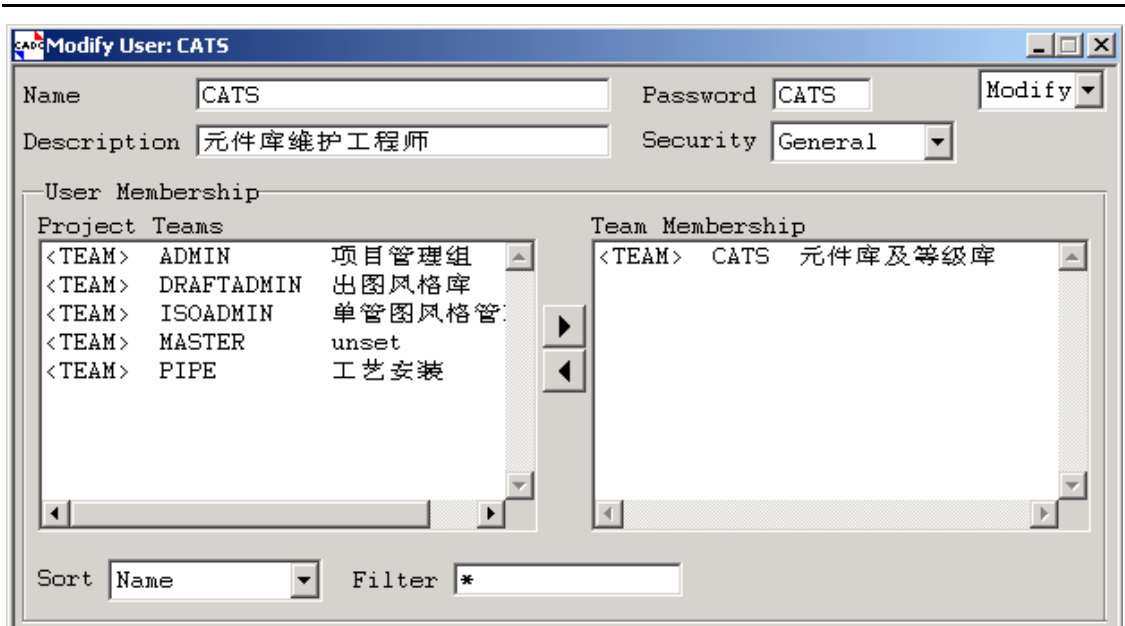 CADC Modify User: CATS
Name CATS Password CATS Modify
Description 元件库维护工程师 Security General
User Membership
Project Teams Team Membership
<TEAM> ADMIN 项目管理组 <TEAM> CATS 元件库及等级库
<TEAM> DRAFTADMIN 出图风格库
<TEAM> ISOADMIN 单管图风格管
<TEAM> MASTER unset
<TEAM> PIPE 工艺安装
Sort Name Filter *